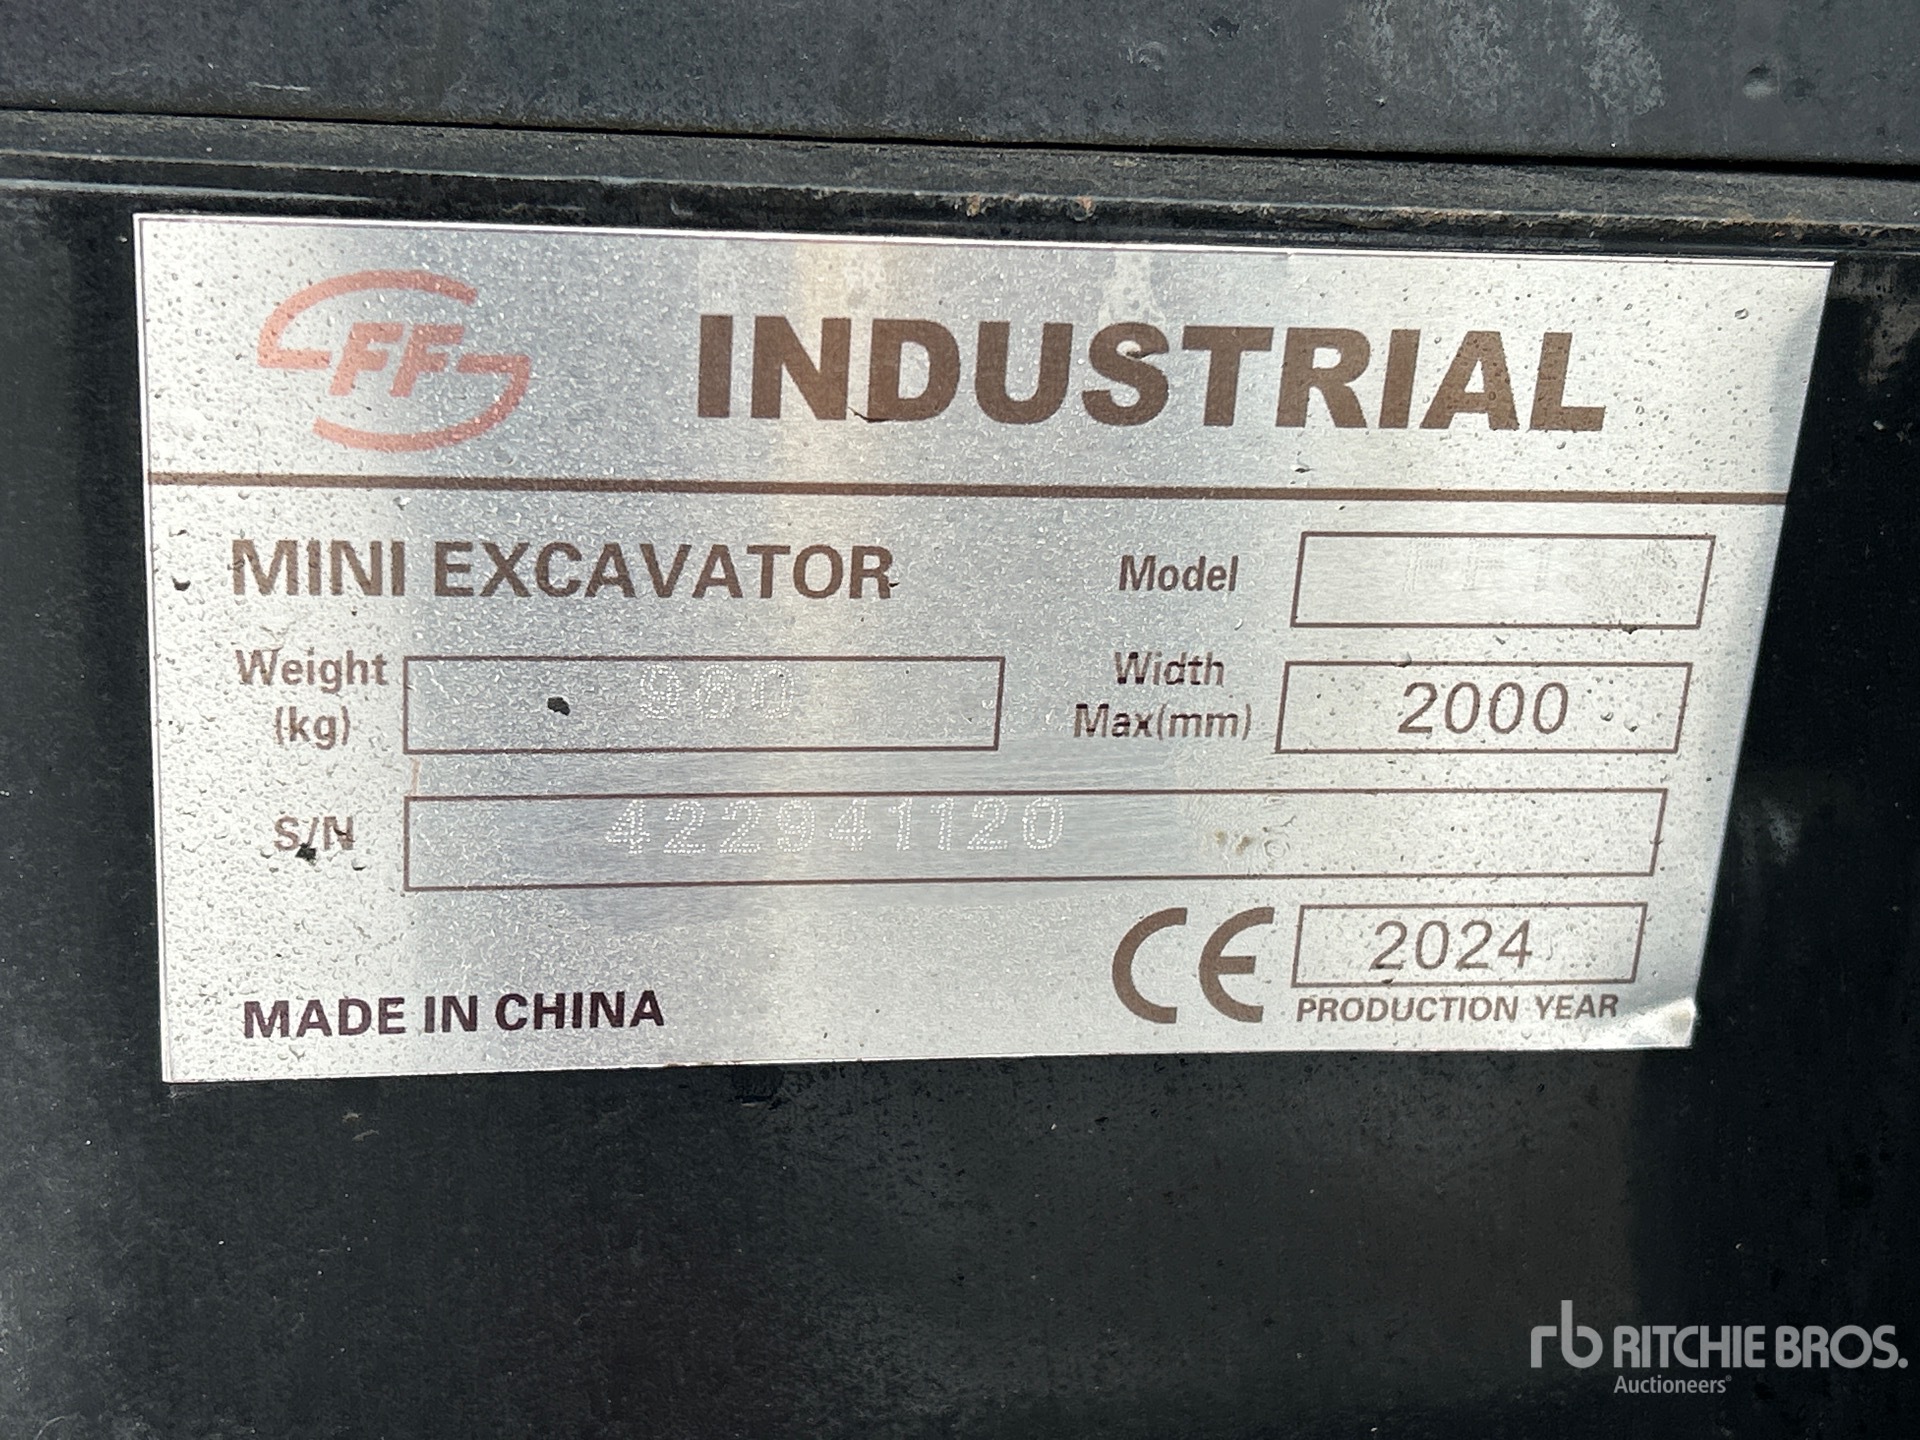 FF INDUSTRIAL
MINI EXCAVATOR Model
Weight (kg) 960 Width Max(mm) 2000
S/N 422941120
MADE IN CHINA CE 2024
PRODUCTION YEAR
rb RITCHIE BROS.
Auctioneers